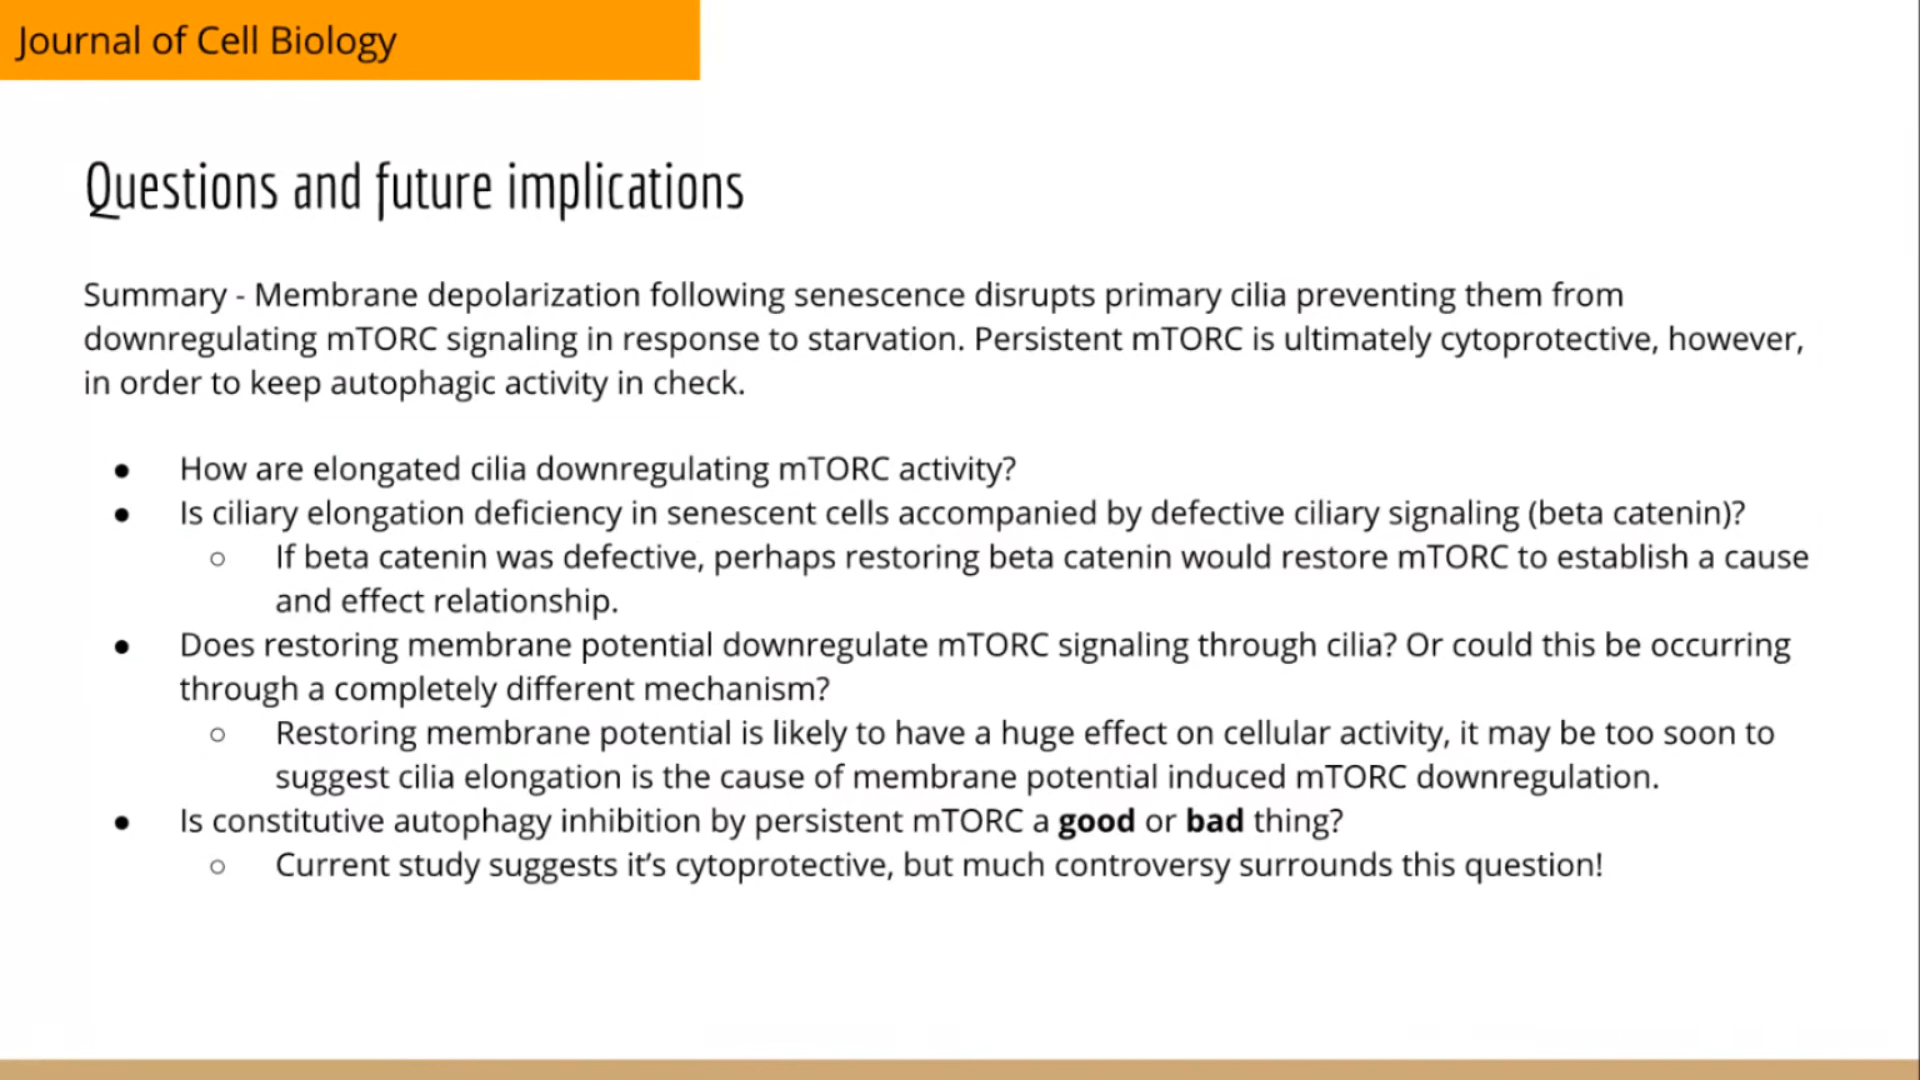 Journal of Cell Biology
Questions and future implications
Summary - Membrane depolarization following senescence disrupts primary cilia preventing them from
downregulating mTORC signaling in response to starvation. Persistent mTORC is ultimately cytoprotective, however,
in order to keep autophagic activity in check.
● How are elongated cilia downregulating mTORC activity?
● Is ciliary elongation deficiency in senescent cells accompanied by defective ciliary signaling (beta catenin)?
○ If beta catenin was defective, perhaps restoring beta catenin would restore mTORC to establish a cause
and effect relationship.
● Does restoring membrane potential downregulate mTORC signaling through cilia? Or could this be occurring
through a completely different mechanism?
○ Restoring membrane potential is likely to have a huge effect on cellular activity, it may be too soon to
suggest cilia elongation is the cause of membrane potential induced mTORC downregulation.
● Is constitutive autophagy inhibition by persistent mTORC a good or bad thing?
○ Current study suggests it’s cytoprotective, but much controversy surrounds this question!